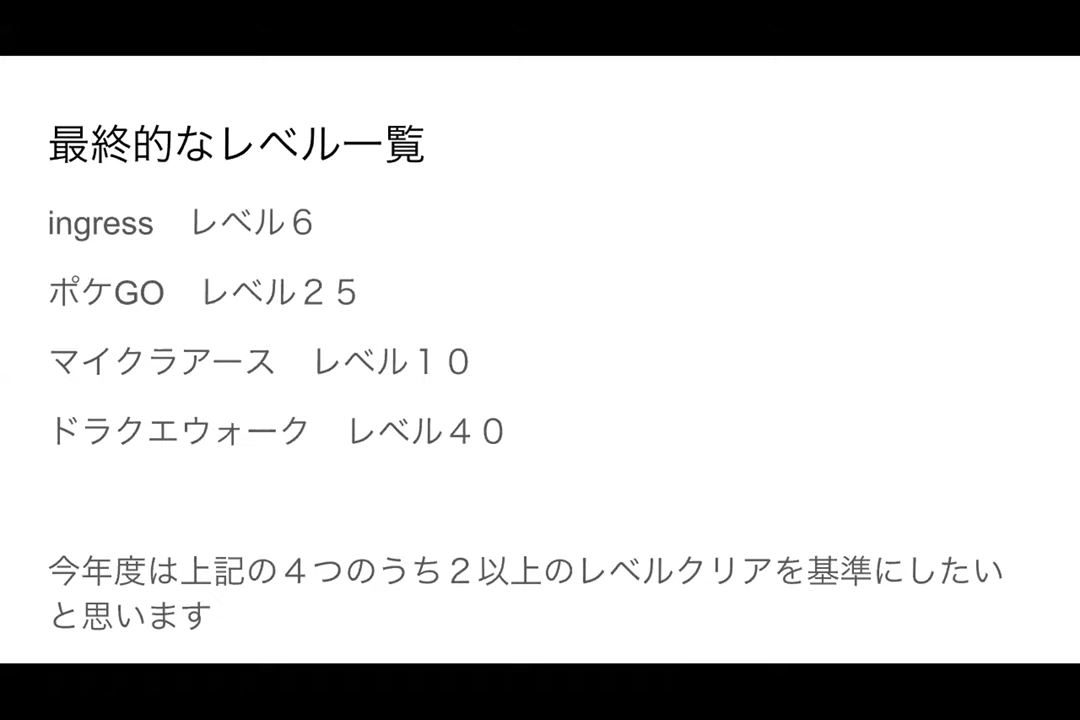 最終的なレベル一覧
ingress　レベル６
ポケGO　レベル２５
マイクラアース　レベル１０
ドラクエウォーク　レベル４０
今年度は上記の４つのうち２以上のレベルクリアを基準にしたい
と思います